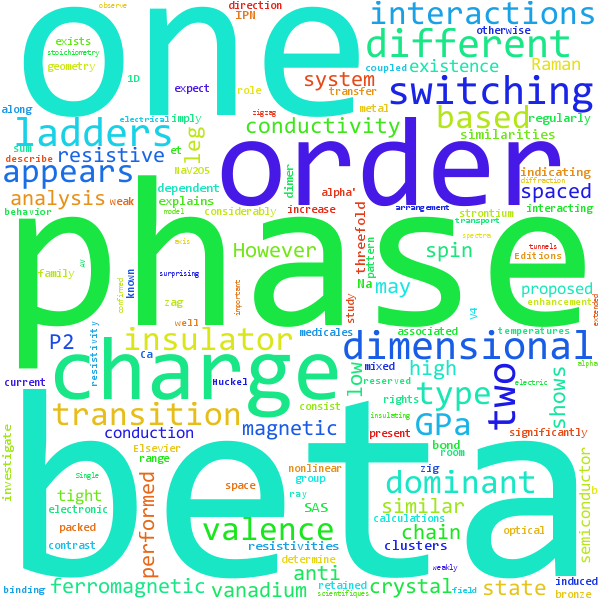 one
observe
direction
IPN
exists
stoichiometry
geometry
1D
expect
role
interactions
otherwise
different
coupled
existence
Raman
transfer
metal
system
switching
along
electrical
imply
regularly
ladders
sum
describe
et
NaV2O5
leg
conductivity
based
similarities
resistive
appears
dependent
explains
dimer
zigzag
alpha'
order
indicating
diffraction
spaced
analysis
weak
considerably
increase
arrangement
strontium
behavior
model
threefold
pattern
interacting
transport
phase
axis
spectra
AV
family
zag
However
spin
tunnels
Editions
confirmed
surprising
Na
important
proposed
enhancement
P2
known
well
study
may
V4
extended
insulator
medicales
associated
temperatures
resistivity
ca
magnetic
dimensional
current
Huckel
mixed
reserved
high
electric
alpha
charge
low
rights
type
two
shows
transition
consist
insulating
GPa
significantly
conduction
Elsevier
present
bond
room
investigate
Single
range
nonlinear
zig
group
tight
space
ray
dominant
semiconductor
b
electronic
SAS
calculations
similar
packed
performed
valence
chain
optical
contrast
resistivities
clusters
determine
anti
weakly
binding
ferromagnetic
vanadium
retained
scientifiques
crystal
field
state
induced
bronze
beta